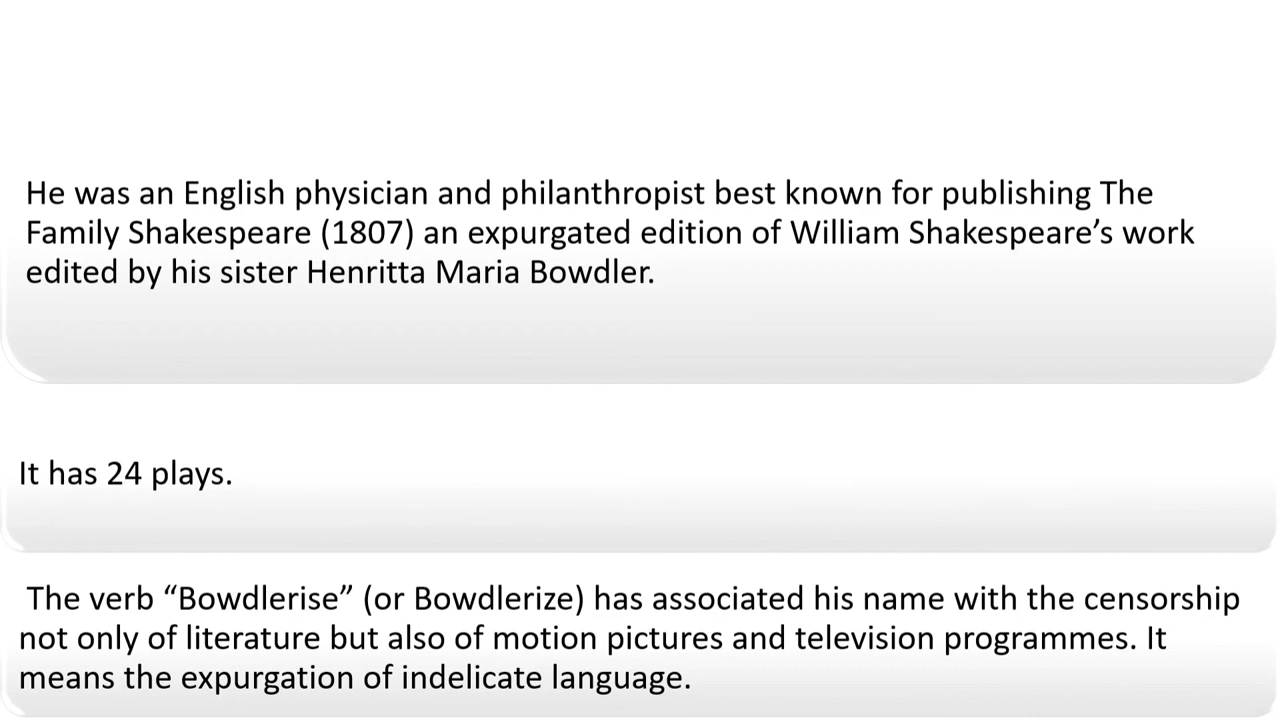 He was an English physician and philanthropist best known for publishing The
Family Shakespeare (1807) an expurgated edition of William Shakespeare’s work
edited by his sister Henritta Maria Bowdler.
It has 24 plays.
The verb “Bowdlerise” (or Bowdlerize) has associated his name with the censorship
not only of literature but also of motion pictures and television programmes. It
means the expurgation of indelicate language.